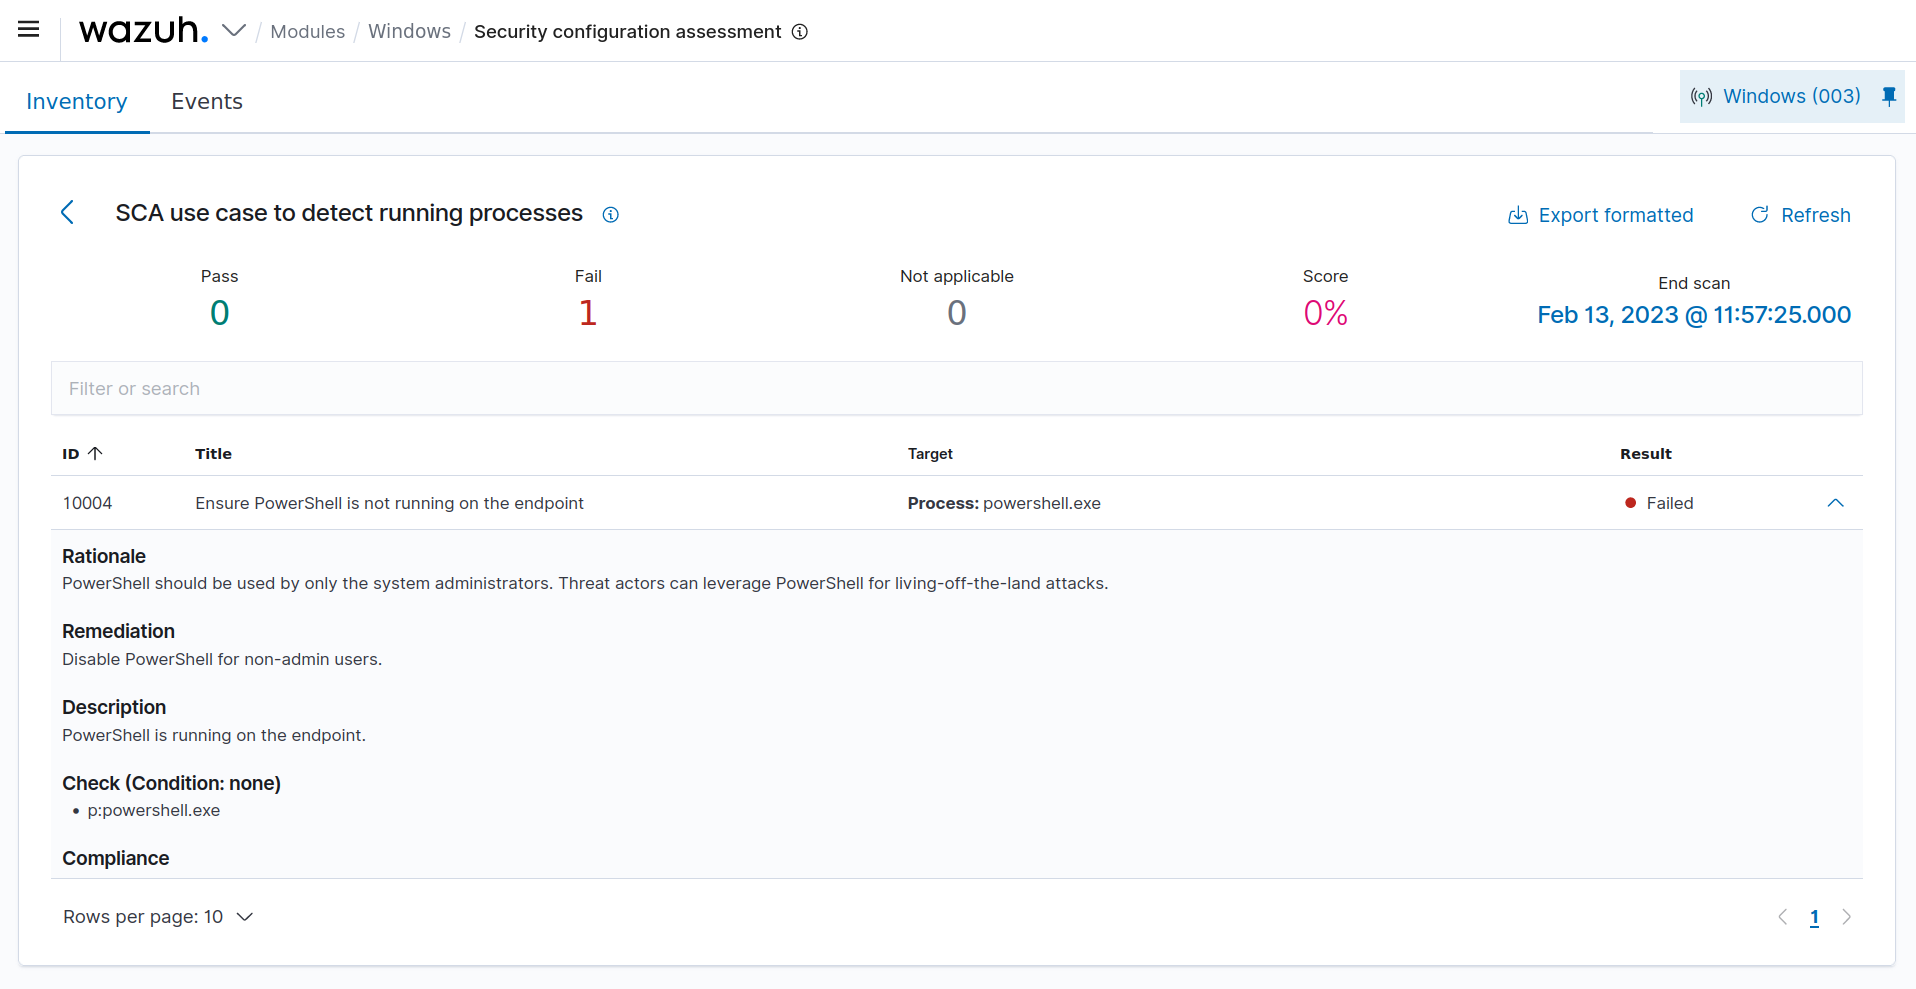 wazuh. / Modules / Windows / Security configuration assessment
Inventory
Events
Windows (003)
SCA use case to detect running processes
Export formatted
Refresh
Pass
0
Fail
1
Not applicable
0
Score
0%
End scan
Feb 13, 2023 @ 11:57:25.000
Filter or search
ID Title Target Result
10004 Ensure PowerShell is not running on the endpoint Process: powershell.exe Failed
Rationale
PowerShell should be used by only the system administrators. Threat actors can leverage PowerShell for living-off-the-land attacks.
Remediation
Disable PowerShell for non-admin users.
Description
PowerShell is running on the endpoint.
Check (Condition: none)
• p:powershell.exe
Compliance
Rows per page: 10
1